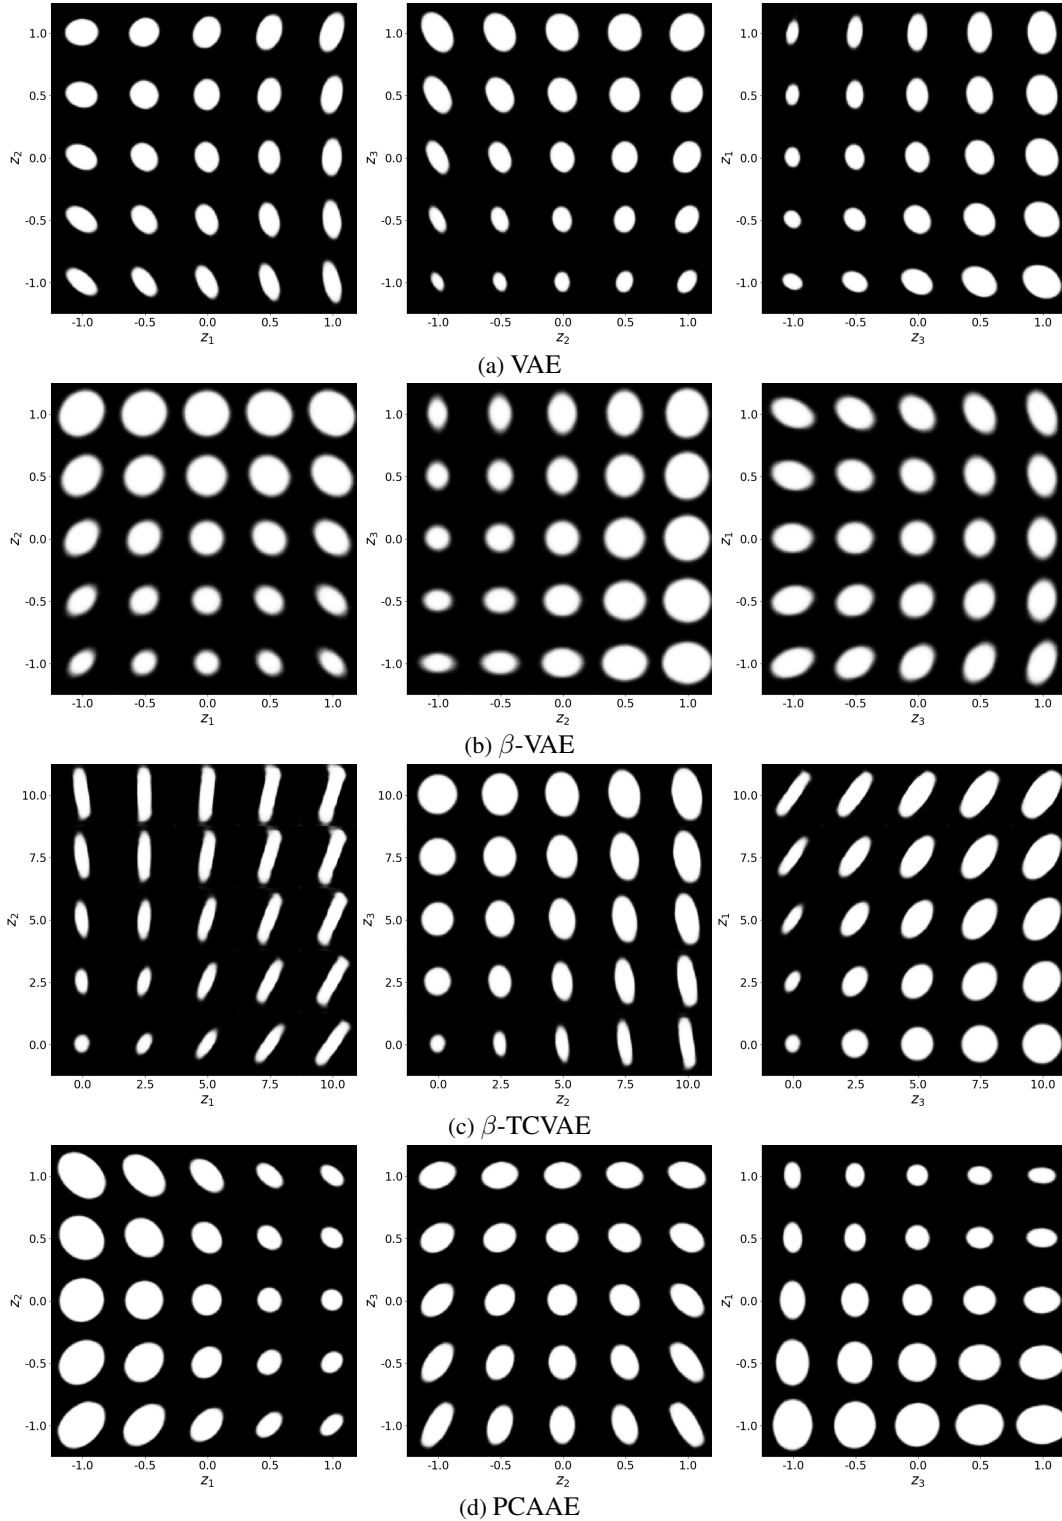 1.0 1.0 1.0
0.5 0.5 0.5
z2 0.0 z3 0.0 z1 0.0
-0.5 -0.5 -0.5
-1.0 -1.0 -1.0
-1.0 -0.5 0.0 0.5 1.0 -1.0 -0.5 0.0 0.5 1.0 -1.0 -0.5 0.0 0.5 1.0
z1 z2 z3
(a) VAE
1.0 1.0 1.0
0.5 0.5 0.5
z2 0.0 z3 0.0 z1 0.0
-0.5 -0.5 -0.5
-1.0 -1.0 -1.0
-1.0 -0.5 0.0 0.5 1.0 -1.0 -0.5 0.0 0.5 1.0 -1.0 -0.5 0.0 0.5 1.0
z1 z2 z3
(b) β-VAE
10.0 10.0 10.0
7.5 7.5 7.5
z2 5.0 z3 5.0 z1 5.0
2.5 2.5 2.5
0.0 0.0 0.0
0.0 2.5 5.0 7.5 10.0 0.0 2.5 5.0 7.5 10.0 0.0 2.5 5.0 7.5 10.0
z1 z2 z3
(c) β-TCVAE
1.0 1.0 1.0
0.5 0.5 0.5
z2 0.0 z3 0.0 z1 0.0
-0.5 -0.5 -0.5
-1.0 -1.0 -1.0
-1.0 -0.5 0.0 0.5 1.0 -1.0 -0.5 0.0 0.5 1.0 -1.0 -0.5 0.0 0.5 1.0
z1 z2 z3
(d) PCAAE